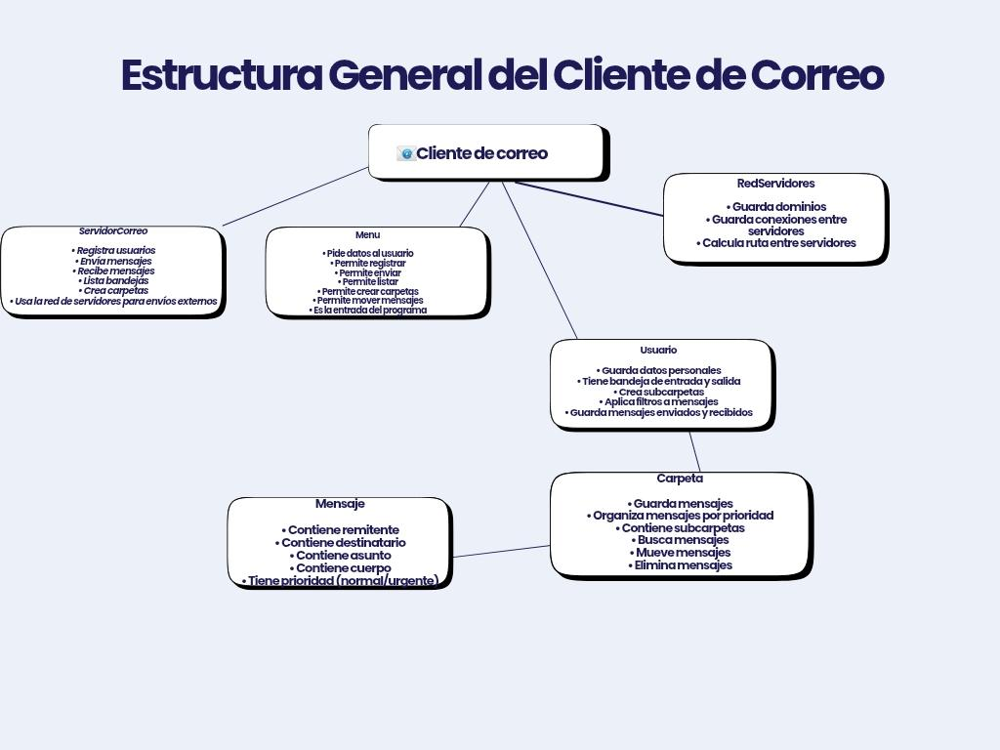 Estructura General del Cliente de Correo
Cliente de correo
RedServidores
• Guarda dominios
• Guarda conexiones entre
servidores
• Calcula ruta entre servidores
ServidorCorreo
• Registra usuarios
• Envía mensajes
• Recibe mensajes
• Lista bandejas
• Crea carpetas
• Usa la red de servidores para envíos externos
Menu
• Pide datos al usuario
• Permite registrar
• Permite enviar
• Permite listar
• Permite crear carpetas
• Permite mover mensajes
• Es la entrada del programa
Usuario
• Guarda datos personales
• Tiene bandeja de entrada y salida
• Crea subcarpetas
• Aplica filtros a mensajes
• Guarda mensajes enviados y recibidos
Carpeta
• Guarda mensajes
• Organiza mensajes por prioridad
• Contiene subcarpetas
• Busca mensajes
• Mueve mensajes
• Elimina mensajes
Mensaje
• Contiene remitente
• Contiene destinatario
• Contiene asunto
• Contiene cuerpo
• Tiene prioridad (normal/urgente)